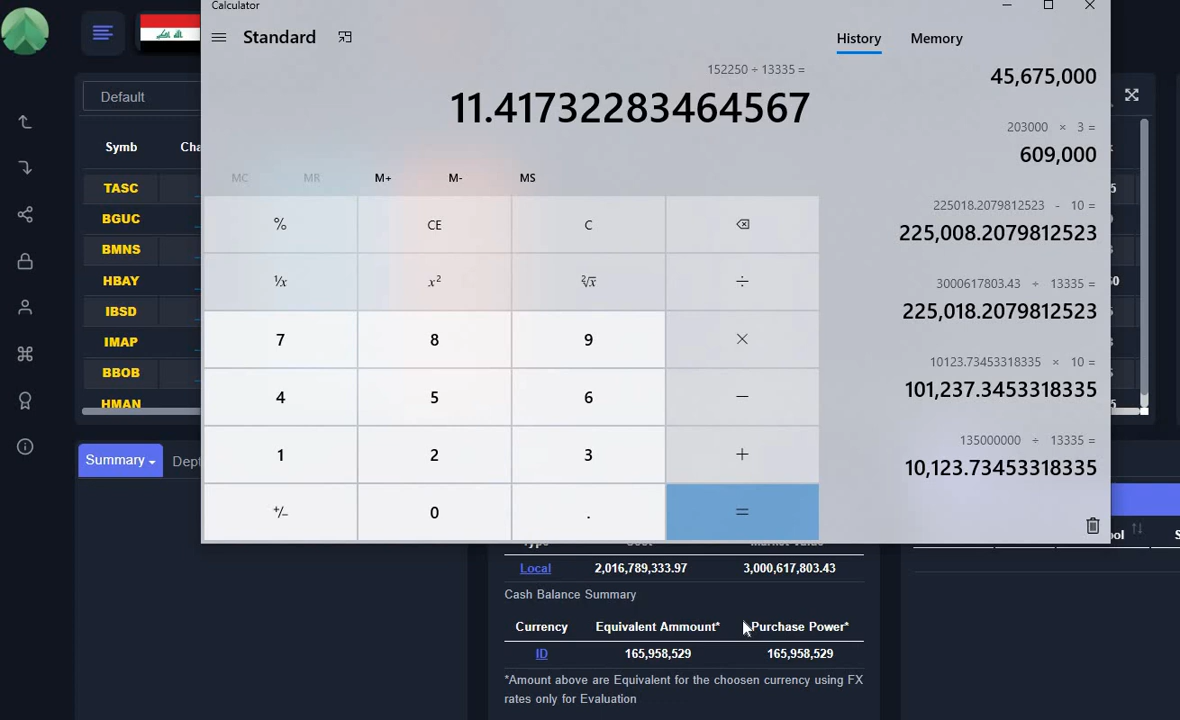 Calculator
Standard
History
Memory
152250 ÷ 13335 =
11.41732283464567
MC
MR
M+
M-
MS
%
CE
C
⌫
⅟x
x²
²√x
÷
7
8
9
×
4
5
6
−
1
2
3
+
+/−
0
.
=
45,675,000
203000 × 3 =
609,000
225018.2079812523 - 10 =
225,008.2079812523
3000617803.43 ÷ 13335 =
225,018.2079812523
10123.73453318335 × 10 =
101,237.3453318335
135000000 ÷ 13335 =
10,123.73453318335
Default
Symb
Cha
TASC
BGUC
BMNS
HBAY
IBSD
IMAP
BBOB
HMAN
Summary
Dept
Local
2,016,789,333.97
3,000,617,803.43
Cash Balance Summary
Currency
Equivalent Ammount*
Purchase Power*
ID
165,958,529
165,958,529
*Amount above are Equivalent for the choosen currency using FX
rates only for Evaluation